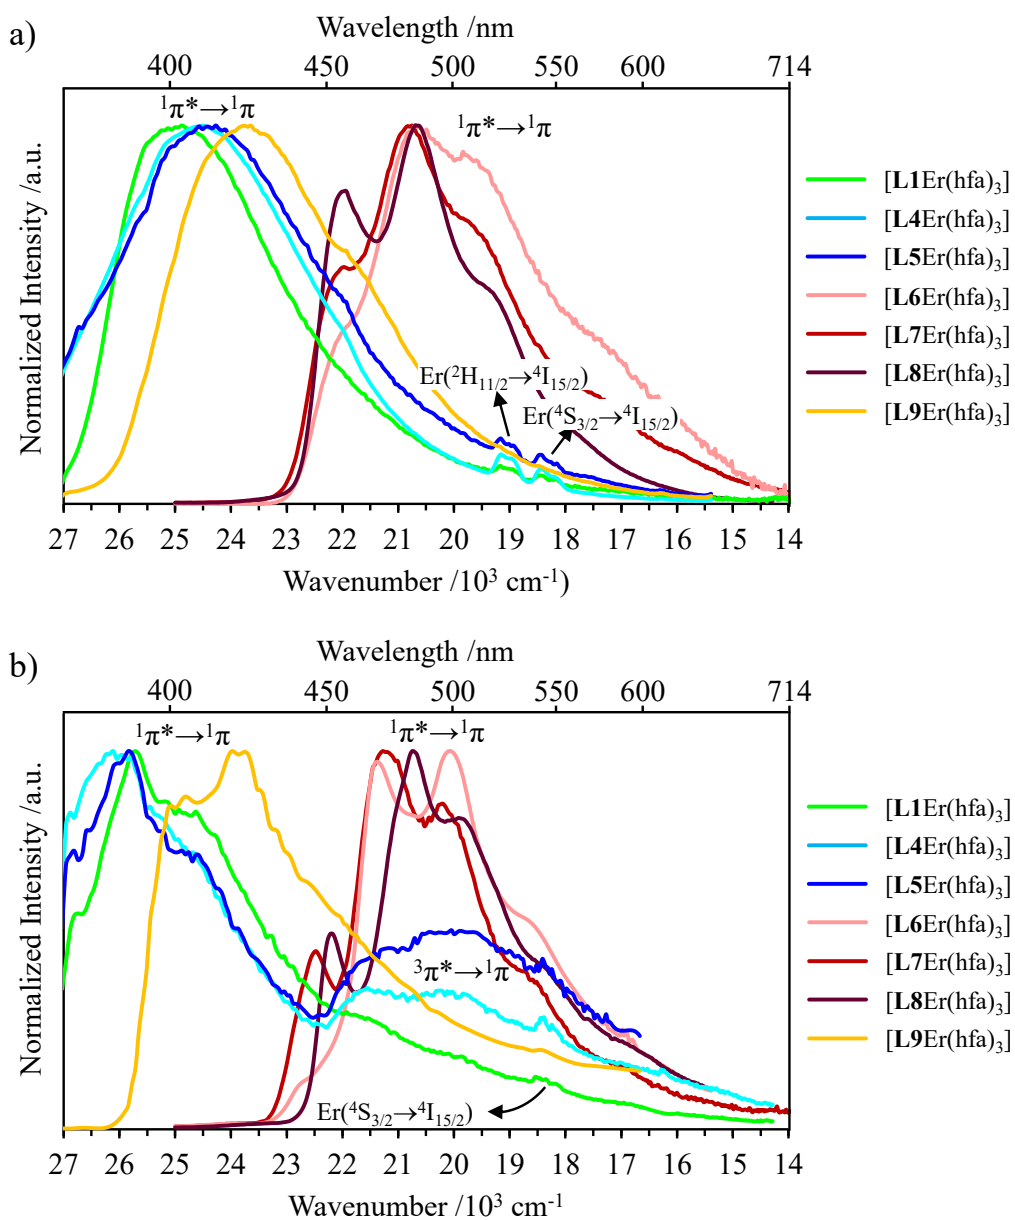 a)
Wavelength /nm
400 450 500 550 600 714
¹π*→¹π
¹π*→¹π
Er(²H₁₁/₂→⁴I₁₅/₂)
Er(⁴S₃/₂→⁴I₁₅/₂)
Normalized Intensity /a.u.
27 26 25 24 23 22 21 20 19 18 17 16 15 14
Wavenumber /10³ cm⁻¹)
[L1Er(hfa)₃]
[L4Er(hfa)₃]
[L5Er(hfa)₃]
[L6Er(hfa)₃]
[L7Er(hfa)₃]
[L8Er(hfa)₃]
[L9Er(hfa)₃]
b)
Wavelength /nm
400 450 500 550 600 714
¹π*→¹π
¹π*→¹π
³π*→¹π
Er(⁴S₃/₂→⁴I₁₅/₂)
Normalized Intensity /a.u.
27 26 25 24 23 22 21 20 19 18 17 16 15 14
Wavenumber /10³ cm⁻¹
[L1Er(hfa)₃]
[L4Er(hfa)₃]
[L5Er(hfa)₃]
[L6Er(hfa)₃]
[L7Er(hfa)₃]
[L8Er(hfa)₃]
[L9Er(hfa)₃]